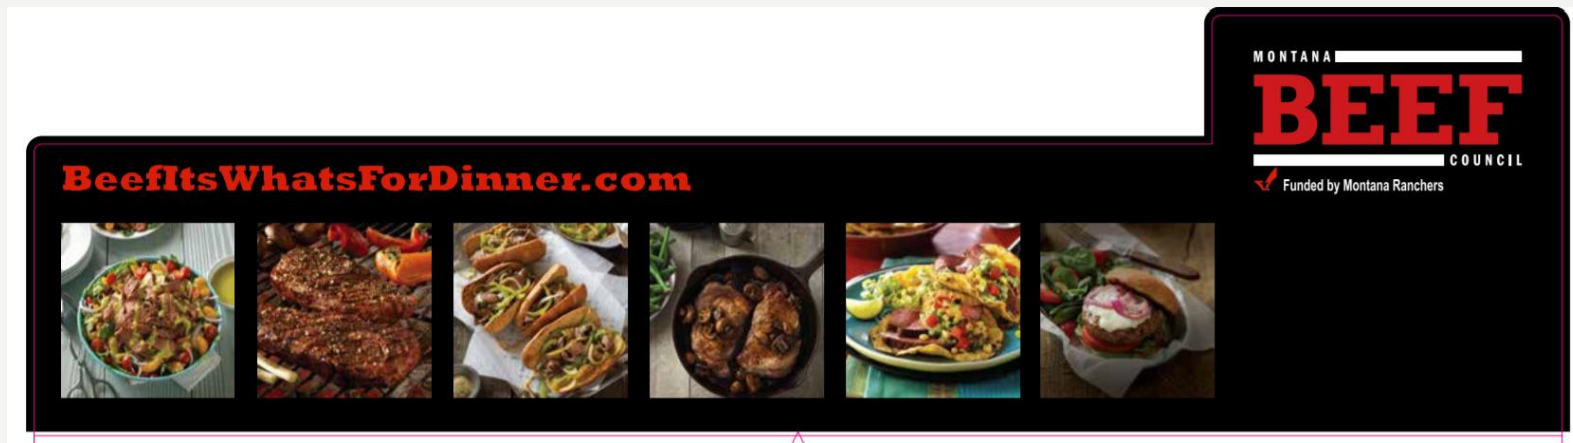 MONTANA
BEEF
COUNCIL
Funded by Montana Ranchers
BeefItsWhatsForDinner.com